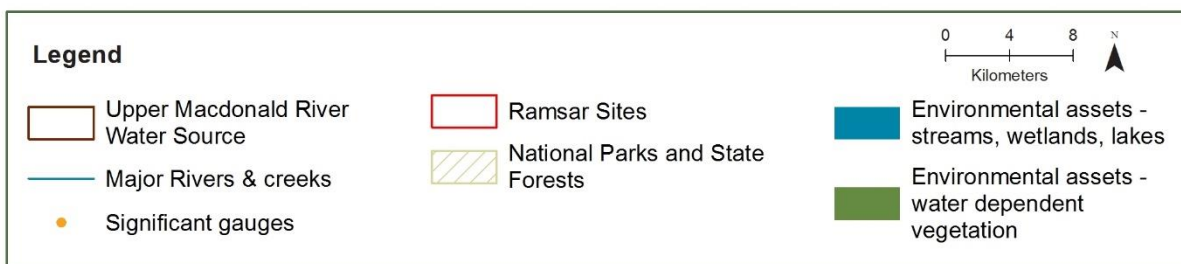 Legend
Upper Macdonald River
Water Source
Major Rivers & creeks
Significant gauges
Ramsar Sites
National Parks and State
Forests
0 4 8
Kilometers
N
Environmental assets -
streams, wetlands, lakes
Environmental assets -
water dependent
vegetation